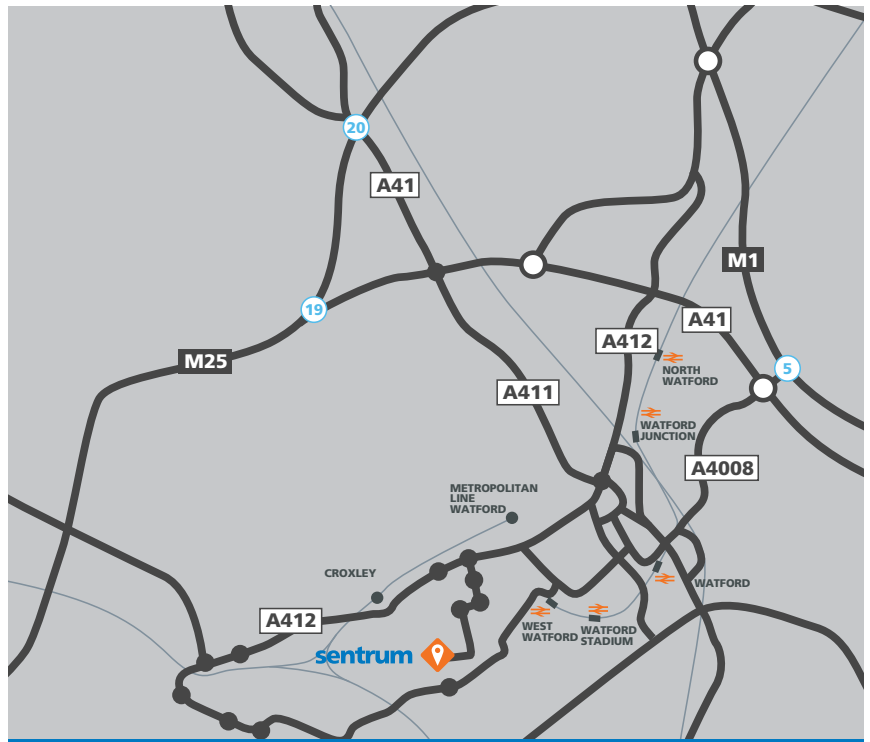 20
A41
M1
19
A41
A412
M25
5
NORTH
WATFORD
A411
WATFORD
JUNCTION
A4008
METROPOLITAN
LINE
WATFORD
CROXLEY
WATFORD
A412
WEST
WATFORD
WATFORD
STADIUM
sentrum